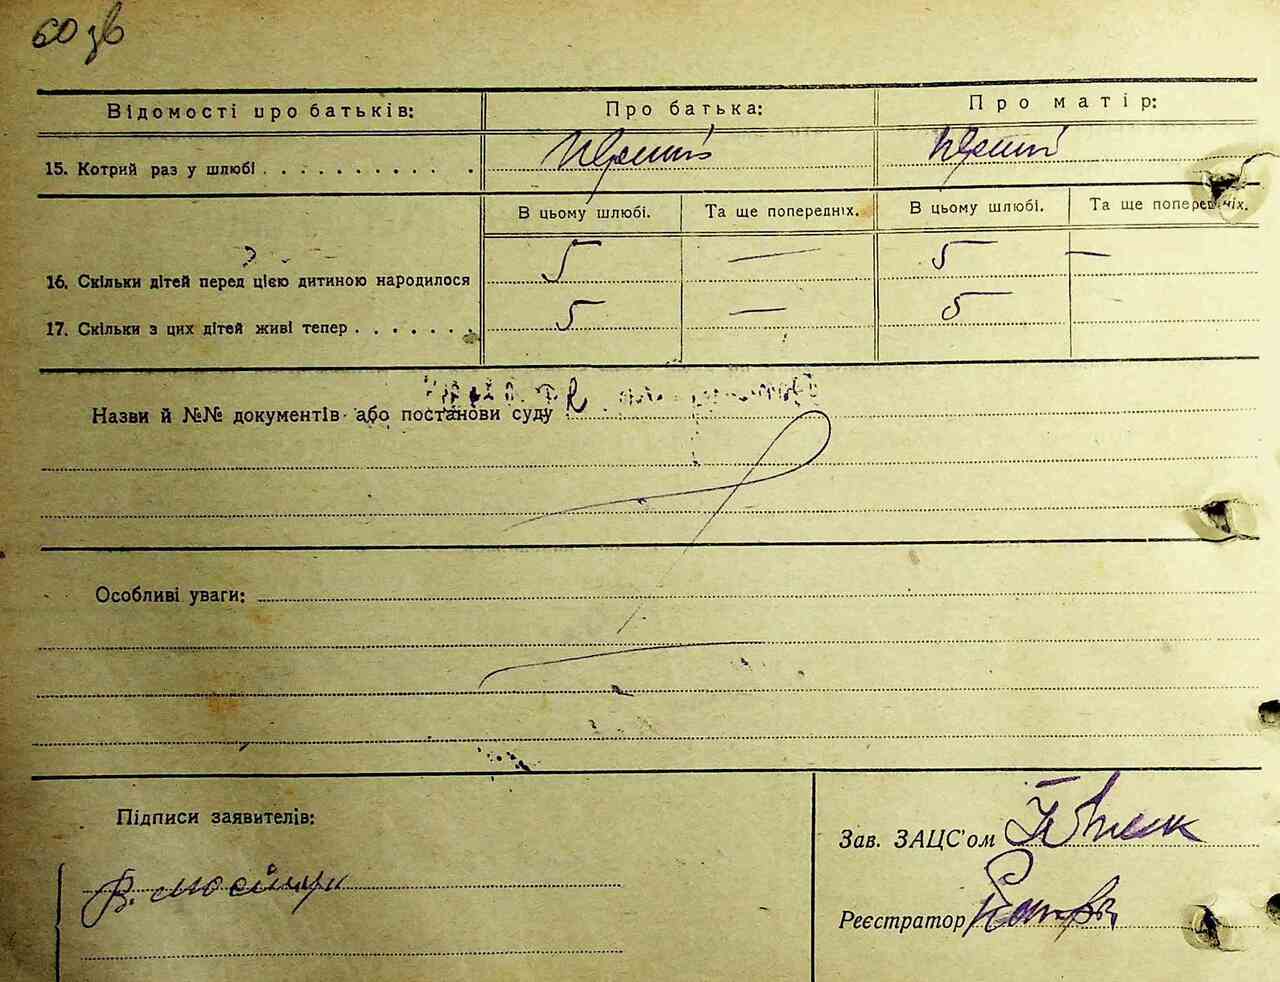 60 зв
Відомості про батьків: Про батька: Про матір:
15. Котрий раз у шлюбі . . . . . . . . . . . Перший Перший
В цьому шлюбі. Та ще попередніх. В цьому шлюбі. Та ще попередніх.
16. Скільки дітей перед цією дитиною народилося 5 — 5 —
17. Скільки з цих дітей живі тепер . . . . . . . 5 — 5
Назви й №№ документів або постанови суду
Особливі уваги:
Підписи заявителів:
Зав. ЗАЦС'ом
В. Мосійчук
Реєстратор